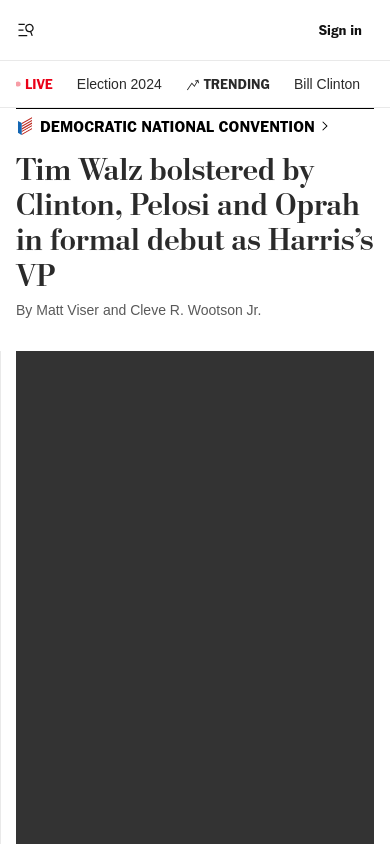 Sign in
LIVE
Election 2024
TRENDING
Bill Clinton
DEMOCRATIC NATIONAL CONVENTION
Tim Walz bolstered by
Clinton, Pelosi and Oprah
in formal debut as Harris’s
VP
By Matt Viser and Cleve R. Wootson Jr.